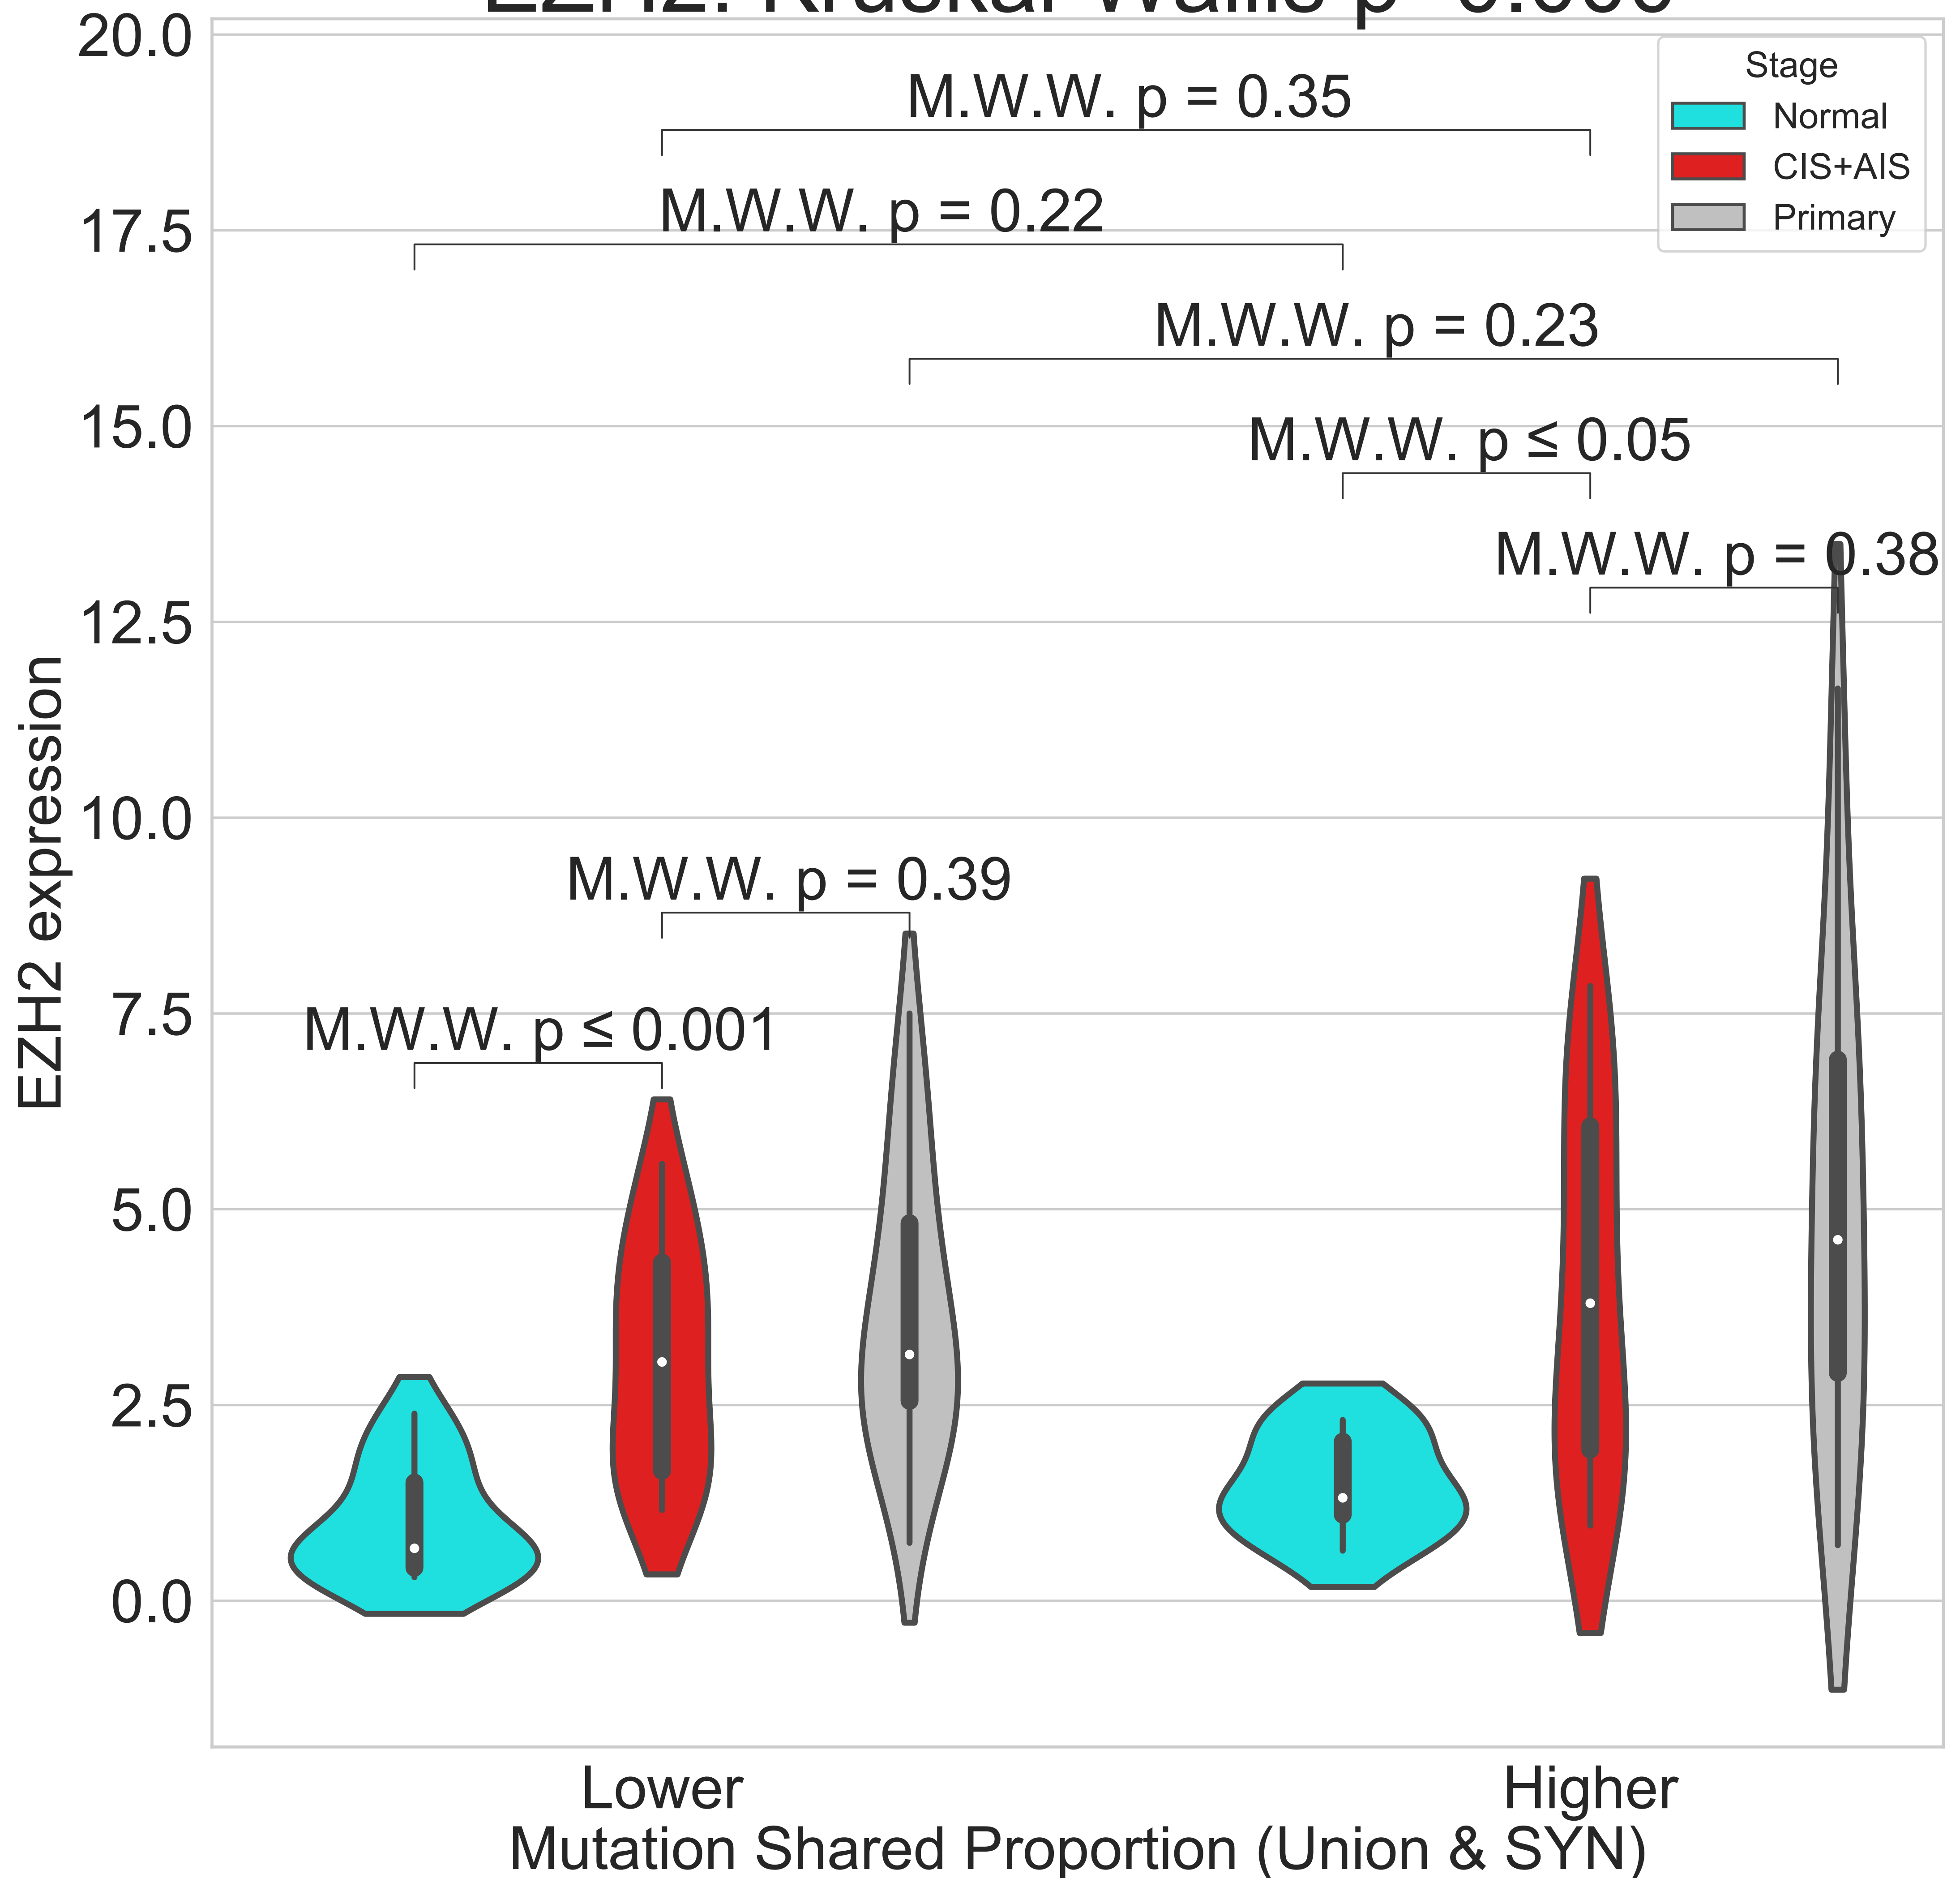 20.0
17.5
15.0
12.5
10.0
7.5
5.0
2.5
0.0
EZH2 expression
Stage
Normal
CIS+AIS
Primary
M.W.W. p = 0.35
M.W.W. p = 0.22
M.W.W. p = 0.23
M.W.W. p ≤ 0.05
M.W.W. p = 0.38
M.W.W. p = 0.39
M.W.W. p ≤ 0.001
Lower
Higher
Mutation Shared Proportion (Union & SYN)